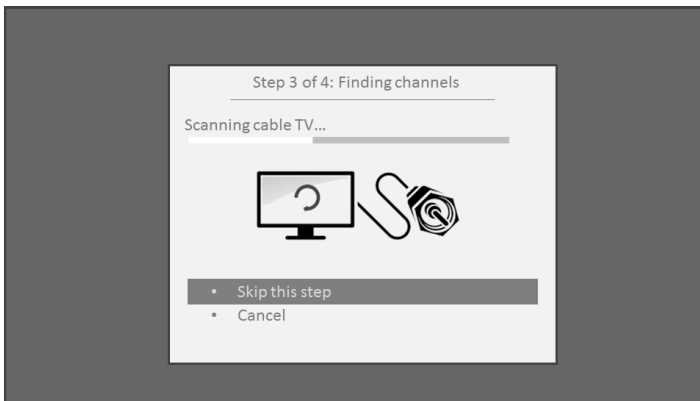 Step 3 of 4: Finding channels
Scanning cable TV...
• Skip this step
• Cancel